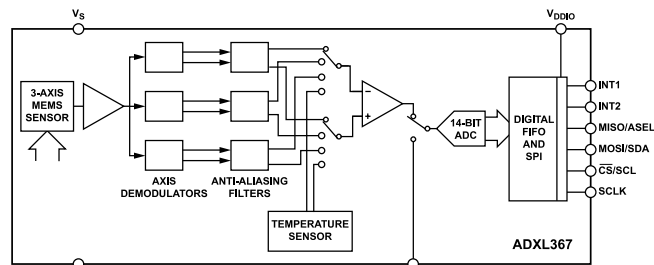 VS
VDDIO
3-AXIS
MEMS
SENSOR
AXIS
DEMODULATORS
ANTI-ALIASING
FILTERS
TEMPERATURE
SENSOR
−
+
14-BIT
ADC
DIGITAL
FIFO
AND
SPI
INT1
INT2
MISO/ASEL
MOSI/SDA
CS/SCL
SCLK
ADXL367